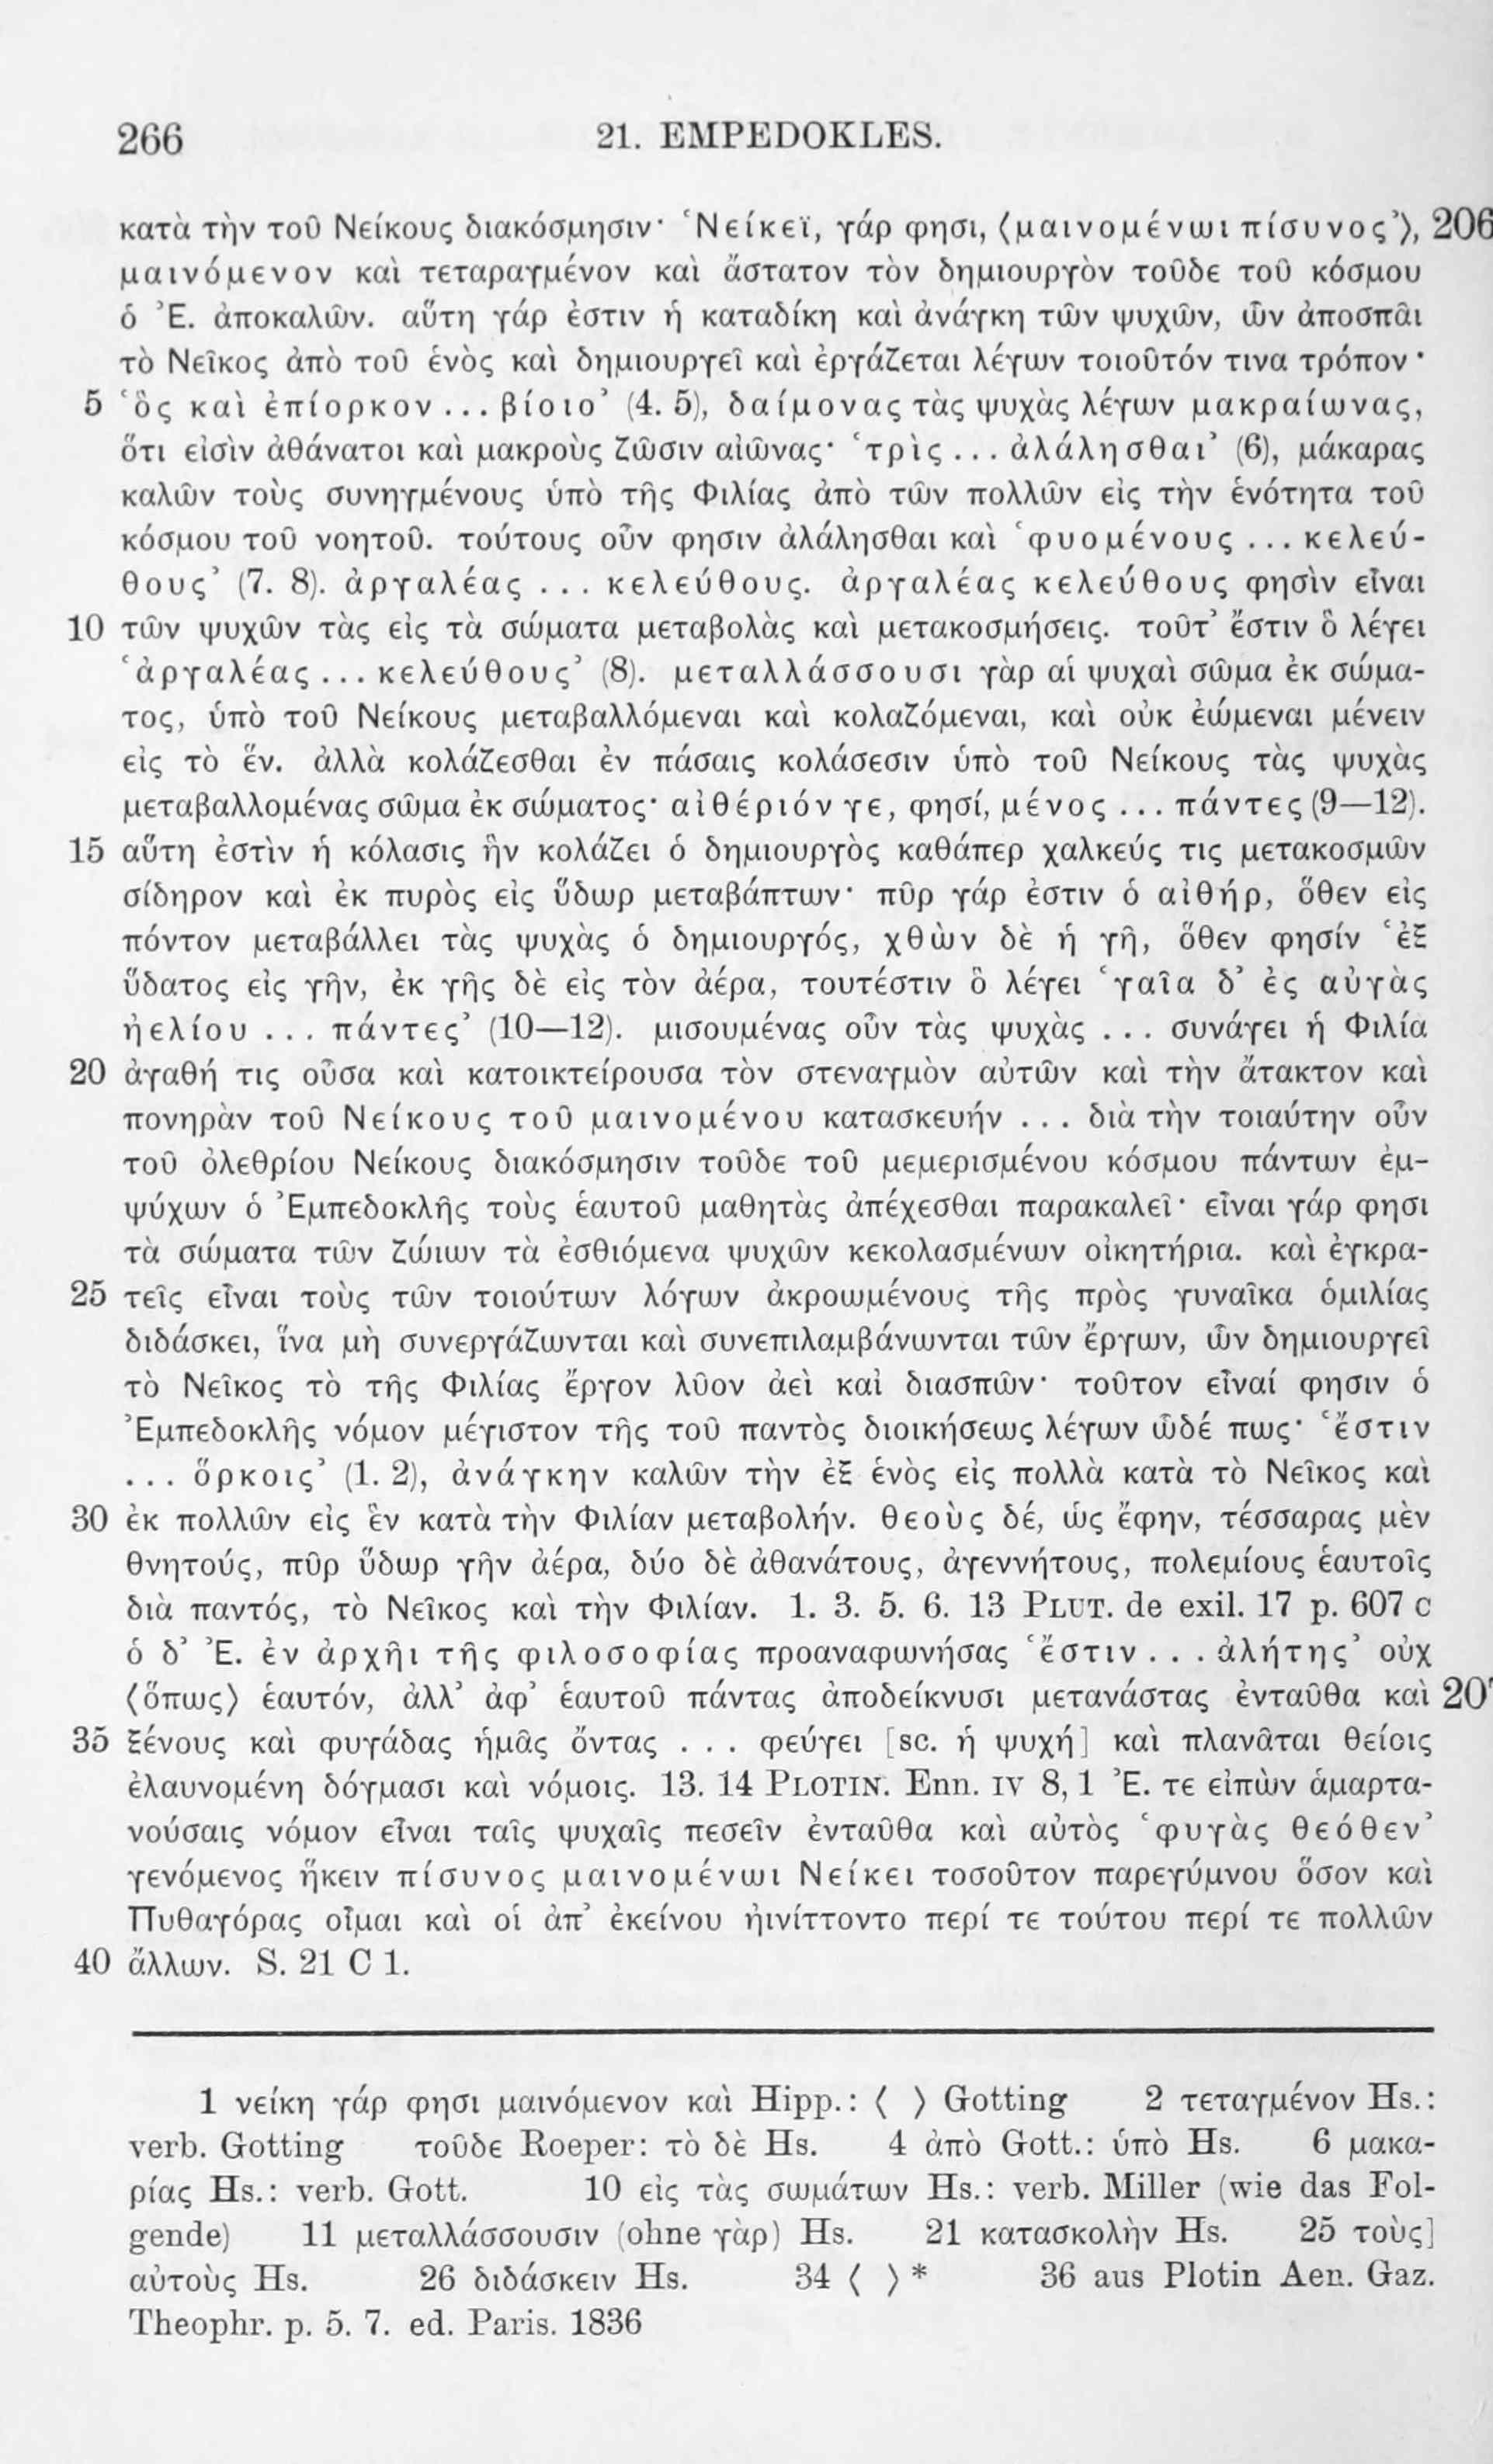 266
21. EMPEDOKLES.
κατὰ τὴν τοῦ Νείκους διακόσμησιν· ‘Νείκεϊ, γάρ φησι, ⟨μαινομένωι πίσυνος’⟩, 206
μαινόμενον καὶ τεταραγμένον καὶ ἄστατον τὸν δημιουργὸν τοῦδε τοῦ κόσμου
ὁ Ἐ. ἀποκαλῶν. αὕτη γάρ ἐστιν ἡ καταδίκη καὶ ἀνάγκη τῶν ψυχῶν, ὧν ἀποσπᾶι
τὸ Νεῖκος ἀπὸ τοῦ ἑνὸς καὶ δημιουργεῖ καὶ ἐργάζεται λέγων τοιοῦτόν τινα τρόπον·
5 ‘ὃς καὶ ἐπίορκον ... βίοιο’ (4. 5), δαίμονας τὰς ψυχὰς λέγων μακραίωνας,
ὅτι εἰσὶν ἀθάνατοι καὶ μακροὺς ζῶσιν αἰῶνας· ‘τρὶς ... ἀλάλησθαι’ (6), μάκαρας
καλῶν τοὺς συνηγμένους ὑπὸ τῆς Φιλίας ἀπὸ τῶν πολλῶν εἰς τὴν ἑνότητα τοῦ
κόσμου τοῦ νοητοῦ. τούτους οὖν φησιν ἀλάλησθαι καὶ ‘φυομένους ... κελεύ-
θους’ (7. 8). ἀργαλέας ... κελεύθους. ἀργαλέας κελεύθους φησὶν εἶναι
10 τῶν ψυχῶν τὰς εἰς τὰ σώματα μεταβολὰς καὶ μετακοσμήσεις. τοῦτ’ ἔστιν ὃ λέγει
‘ἀργαλέας ... κελεύθους’ (8). μεταλλάσσουσι γὰρ αἱ ψυχαὶ σῶμα ἐκ σώμα-
τος, ὑπὸ τοῦ Νείκους μεταβαλλόμεναι καὶ κολαζόμεναι, καὶ οὐκ ἐώμεναι μένειν
εἰς τὸ ἕν. ἀλλὰ κολάζεσθαι ἐν πάσαις κολάσεσιν ὑπὸ τοῦ Νείκους τὰς ψυχὰς
μεταβαλλομένας σῶμα ἐκ σώματος· αἰθέριόν γε, φησί, μένος ... πάντες (9—12).
15 αὕτη ἐστὶν ἡ κόλασις ἣν κολάζει ὁ δημιουργὸς καθάπερ χαλκεύς τις μετακοσμῶν
σίδηρον καὶ ἐκ πυρὸς εἰς ὕδωρ μεταβάπτων· πῦρ γάρ ἐστιν ὁ αἰθήρ, ὅθεν εἰς
πόντον μεταβάλλει τὰς ψυχὰς ὁ δημιουργός, χθὼν δὲ ἡ γῆ, ὅθεν φησίν ‘ἐξ
ὕδατος εἰς γῆν, ἐκ γῆς δὲ εἰς τὸν ἀέρα, τουτέστιν ὃ λέγει ‘γαῖα δ’ ἐς αὐγὰς
ἠελίου ... πάντες’ (10—12). μισουμένας οὖν τὰς ψυχὰς ... συνάγει ἡ Φιλία
20 ἀγαθή τις οὖσα καὶ κατοικτείρουσα τὸν στεναγμὸν αὐτῶν καὶ τὴν ἄτακτον καὶ
πονηρὰν τοῦ Νείκους τοῦ μαινομένου κατασκευήν ... διὰ τὴν τοιαύτην οὖν
τοῦ ὀλεθρίου Νείκους διακόσμησιν τοῦδε τοῦ μεμερισμένου κόσμου πάντων ἐμ-
ψύχων ὁ Ἐμπεδοκλῆς τοὺς ἑαυτοῦ μαθητὰς ἀπέχεσθαι παρακαλεῖ· εἶναι γάρ φησι
τὰ σώματα τῶν ζώιων τὰ ἐσθιόμενα ψυχῶν κεκολασμένων οἰκητήρια. καὶ ἐγκρα-
25 τεῖς εἶναι τοὺς τῶν τοιούτων λόγων ἀκροωμένους τῆς πρὸς γυναῖκα ὁμιλίας
διδάσκει, ἵνα μὴ συνεργάζωνται καὶ συνεπιλαμβάνωνται τῶν ἔργων, ὧν δημιουργεῖ
τὸ Νεῖκος τὸ τῆς Φιλίας ἔργον λῦον ἀεὶ καὶ διασπῶν· τοῦτον εἶναί φησιν ὁ
Ἐμπεδοκλῆς νόμον μέγιστον τῆς τοῦ παντὸς διοικήσεως λέγων ὧδέ πως· ‘ἔστιν
... ὅρκοις’ (1. 2), ἀνάγκην καλῶν τὴν ἐξ ἑνὸς εἰς πολλὰ κατὰ τὸ Νεῖκος καὶ
30 ἐκ πολλῶν εἰς ἓν κατὰ τὴν Φιλίαν μεταβολήν. θεοὺς δέ, ὡς ἔφην, τέσσαρας μὲν
θνητούς, πῦρ ὕδωρ γῆν ἀέρα, δύο δὲ ἀθανάτους, ἀγεννήτους, πολεμίους ἑαυτοῖς
διὰ παντός, τὸ Νεῖκος καὶ τὴν Φιλίαν. 1. 3. 5. 6. 13 PLUT. de exil. 17 p. 607 c
ὁ δ’ Ἐ. ἐν ἀρχῆι τῆς φιλοσοφίας προαναφωνήσας ‘ἔστιν ... ἀλήτης’ οὐχ
⟨ὅπως⟩ ἑαυτόν, ἀλλ’ ἀφ’ ἑαυτοῦ πάντας ἀποδείκνυσι μετανάστας ἐνταῦθα καὶ 207
35 ξένους καὶ φυγάδας ἡμᾶς ὄντας ... φεύγει [sc. ἡ ψυχή] καὶ πλανᾶται θείοις
ἐλαυνομένη δόγμασι καὶ νόμοις. 13. 14 PLOTIN. Enn. IV 8, 1 Ἐ. τε εἰπὼν ἁμαρτα-
νούσαις νόμον εἶναι ταῖς ψυχαῖς πεσεῖν ἐνταῦθα καὶ αὐτὸς ‘φυγὰς θεόθεν’
γενόμενος ἥκειν πίσυνος μαινομένωι Νείκει τοσοῦτον παρεγύμνου ὅσον καὶ
Πυθαγόρας οἶμαι καὶ οἱ ἀπ’ ἐκείνου ἠινίττοντο περί τε τούτου περί τε πολλῶν
40 ἄλλων. S. 21 C 1.
1 νείκη γάρ φησι μαινόμενον καὶ Hipp.: ⟨ ⟩ Gotting 2 τεταγμένον Hs.:
verb. Gotting τοῦδε Roeper: τὸ δὲ Hs. 4 ἀπὸ Gott.: ὑπὸ Hs. 6 μακα-
ρίας Hs.: verb. Gott. 10 εἰς τὰς σωμάτων Hs.: verb. Miller (wie das Fol-
gende) 11 μεταλλάσσουσιν (ohne γὰρ) Hs. 21 κατασκολὴν Hs. 25 τοὺς]
αὐτοὺς Hs. 26 διδάσκειν Hs. 34 ⟨ ⟩ * 36 aus Plotin Aen. Gaz.
Theophr. p. 5. 7. ed. Paris. 1836